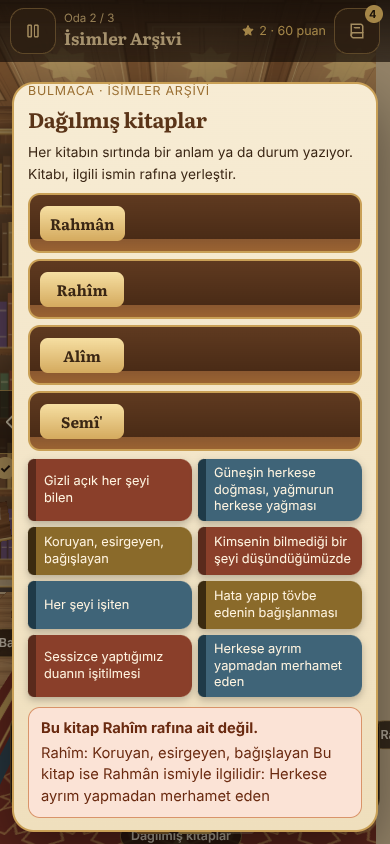 Oda 2 / 3
İsimler Arşivi
2 · 60 puan
4
BULMACA · İSİMLER ARŞİVİ
Dağılmış kitaplar
Her kitabın sırtında bir anlam ya da durum yazıyor.
Kitabı, ilgili ismin rafına yerleştir.
Rahmân
Rahîm
Alîm
Semî'
Gizli açık her şeyi
bilen
Güneşin herkese
doğması, yağmurun
herkese yağması
Koruyan, esirgeyen,
bağışlayan
Kimsenin bilmediği bir
şeyi düşündüğümüzde
Her şeyi işiten
Hata yapıp tövbe
edenin bağışlanması
Sessizce yaptığımız
duanın işitilmesi
Herkese ayrım
yapmadan merhamet
eden
Ba
Ra
Bu kitap Rahîm rafına ait değil.
Rahîm: Koruyan, esirgeyen, bağışlayan Bu
kitap ise Rahmân ismiyle ilgilidir: Herkese
ayrım yapmadan merhamet eden
Dağılmış kitaplar